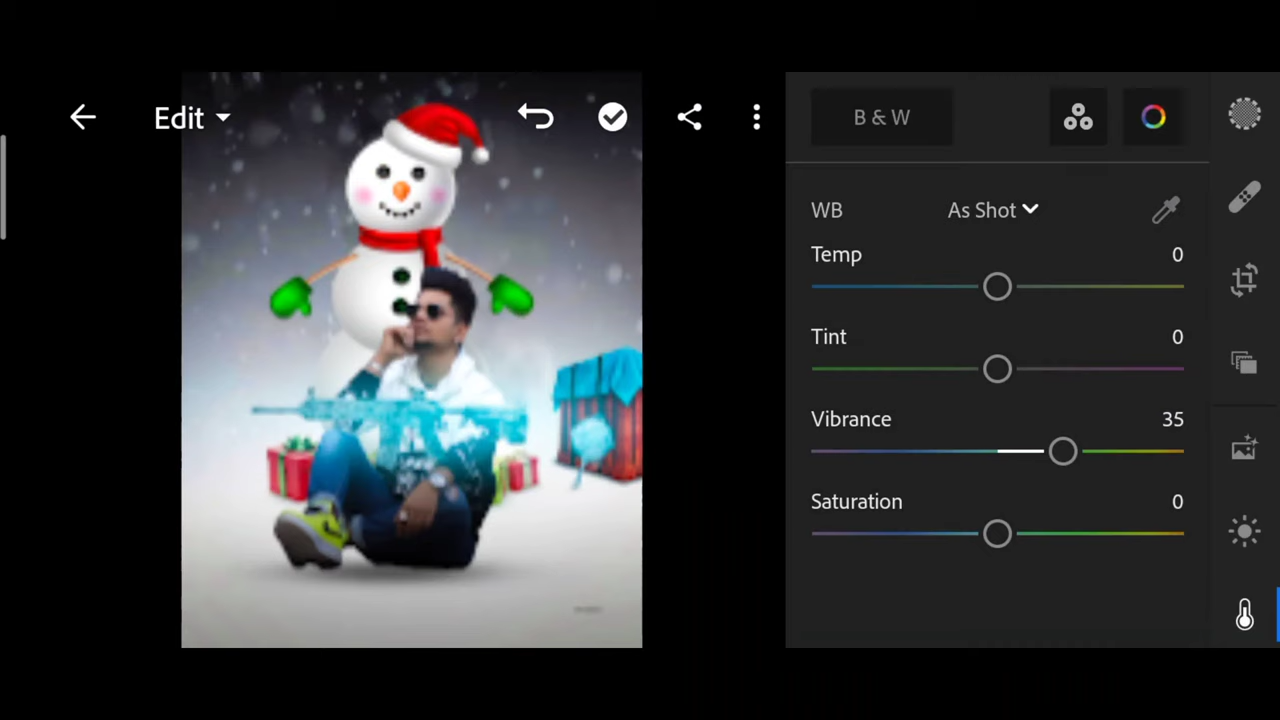 Edit
B & W
WB As Shot
Temp 0
Tint 0
Vibrance 35
Saturation 0